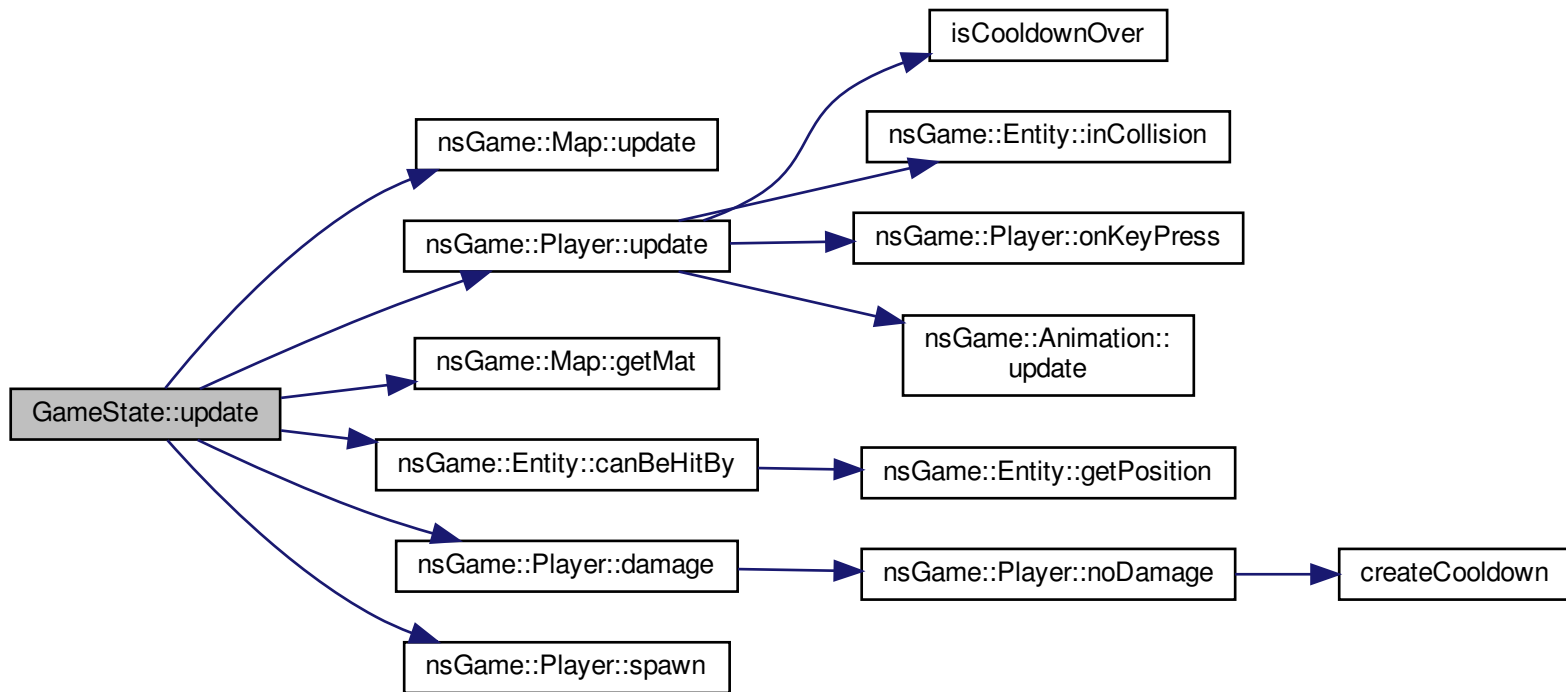 isCooldownOver
nsGame::Map::update
nsGame::Entity::inCollision
nsGame::Player::update
nsGame::Player::onKeyPress
nsGame::Animation::
update
nsGame::Map::getMat
GameState::update
nsGame::Entity::canBeHitBy
nsGame::Entity::getPosition
nsGame::Player::damage
nsGame::Player::noDamage
createCooldown
nsGame::Player::spawn